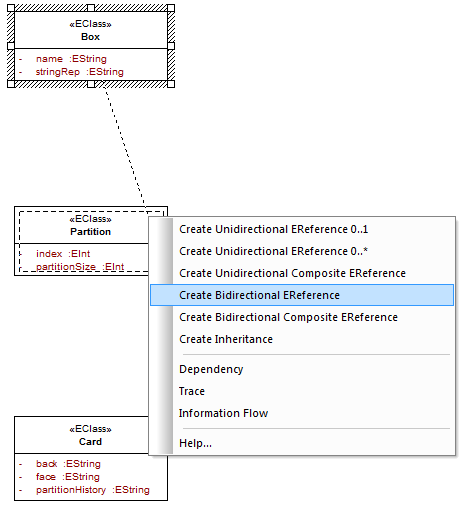 «EClass»
Box
- name :EString
- stringRep :EString
«EClass»
Partition
- index :EInt
partitionSize :EInt
Create Unidirectional EReference 0..1
Create Unidirectional EReference 0..*
Create Unidirectional Composite EReference
Create Bidirectional EReference
Create Bidirectional Composite EReference
Create Inheritance
Dependency
Trace
Information Flow
Help...
«EClass»
Card
- back :EString
- face :EString
- partitionHistory :EString